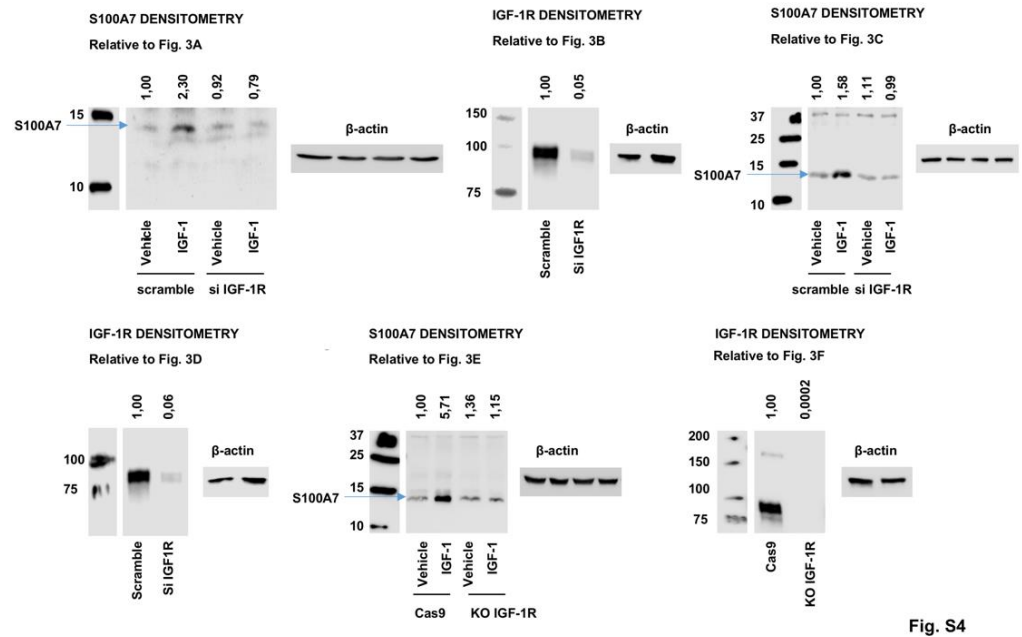 S100A7 DENSITOMETRY
Relative to Fig. 3A
1,00 2,30 0,92 0,79
15
S100A7
10
β-actin
Vehicle IGF-1 Vehicle IGF-1
scramble si IGF-1R
IGF-1R DENSITOMETRY
Relative to Fig. 3B
1,00 0,05
150
100
75
β-actin
Scramble Si IGF1R
S100A7 DENSITOMETRY
Relative to Fig. 3C
1,00 1,58 1,11 0,99
37
25
15
S100A7
10
β-actin
Vehicle IGF-1 Vehicle IGF-1
scramble si IGF-1R
IGF-1R DENSITOMETRY
Relative to Fig. 3D
1,00 0,06
100
75
β-actin
Scramble Si IGF1R
S100A7 DENSITOMETRY
Relative to Fig. 3E
1,00 5,71 1,36 1,15
37
25
15
S100A7
10
β-actin
Vehicle IGF-1 Vehicle IGF-1
Cas9 KO IGF-1R
IGF-1R DENSITOMETRY
Relative to Fig. 3F
1,00 0,0002
200
150
100
75
β-actin
Cas9 KO IGF-1R
Fig. S4